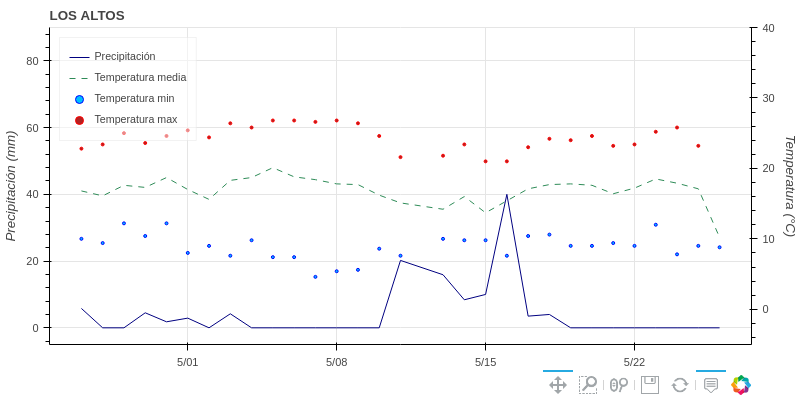 LOS ALTOS
Precipitación
Temperatura media
Temperatura min
Temperatura max
Precipitación (mm)
80
60
40
20
0
40
30
20
10
0
Temperatura (°C)
5/01
5/08
5/15
5/22